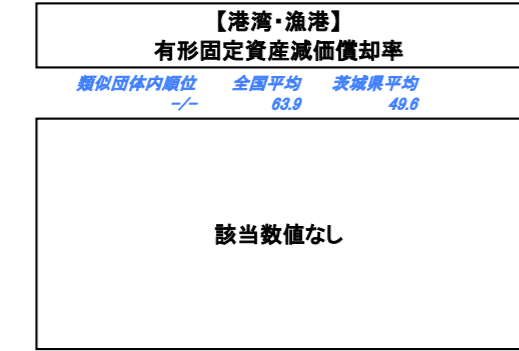 【港湾・漁港】
有形固定資産減価償却率
類似団体内順位 全国平均 茨城県平均
-/- 63.9 49.6
該当数値なし